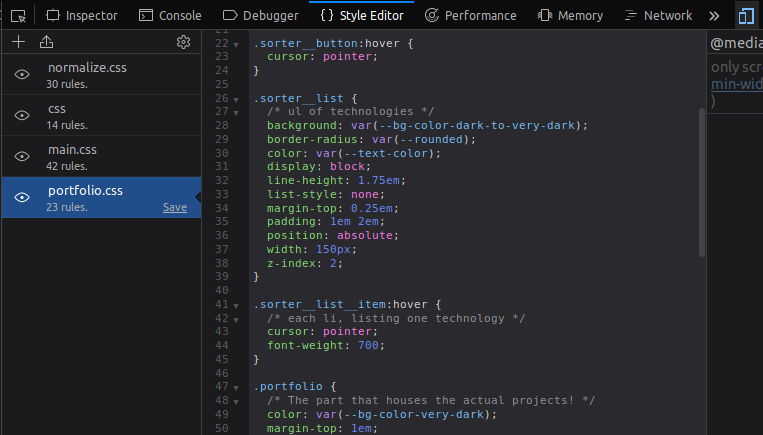 Inspector Console Debugger {} Style Editor Performance Memory Network
@media
normalize.css
30 rules.
css
14 rules.
main.css
42 rules.
portfolio.css
23 rules. Save
21
22 .sorter__button:hover {
23 cursor: pointer;
24 }
25
26 .sorter__list {
27 /* ul of technologies */
28 background: var(--bg-color-dark-to-very-dark);
29 border-radius: var(--rounded);
30 color: var(--text-color);
31 display: block;
32 line-height: 1.75em;
33 list-style: none;
34 margin-top: 0.25em;
35 padding: 1em 2em;
36 position: absolute;
37 width: 150px;
38 z-index: 2;
39 }
40
41 .sorter__list__item:hover {
42 /* each li, listing one technology */
43 cursor: pointer;
44 font-weight: 700;
45 }
46
47 .portfolio {
48 /* The part that houses the actual projects! */
49 color: var(--bg-color-very-dark);
50 margin-top: 1em;
only scr
min-wid
)